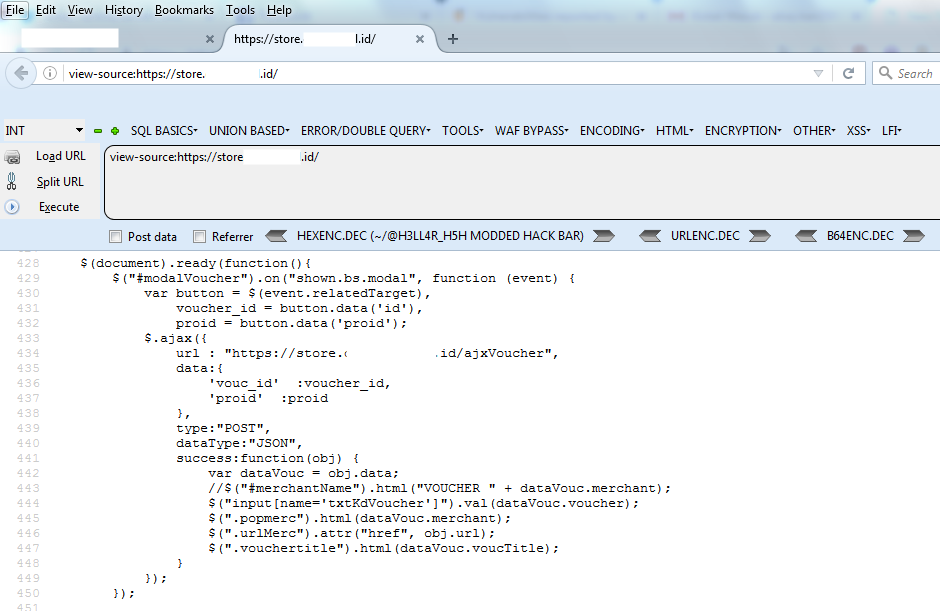 File Edit View History Bookmarks Tools Help
https://store. l.id/
view-source:https://store. .id/
Search
INT SQL BASICS UNION BASED ERROR/DOUBLE QUERY TOOLS WAF BYPASS ENCODING HTML ENCRYPTION OTHER XSS LFI
Load URL
view-source:https://store .id/
Split URL
Execute
Post data Referrer HEXENC.DEC (~/@H3LL4R_H5H MODDED HACK BAR) URLENC.DEC B64ENC.DEC
428 $(document).ready(function(){
429 $("#modalVoucher").on("shown.bs.modal", function (event) {
430 var button = $(event.relatedTarget),
431 voucher_id = button.data('id'),
432 proid = button.data('proid');
433 $.ajax({
434 url : "https://store. .id/ajxVoucher",
435 data:{
436 'vouc_id' :voucher_id,
437 'proid' :proid
438 },
439 type:"POST",
440 dataType:"JSON",
441 success:function(obj) {
442 var dataVouc = obj.data;
443 //$("#merchantName").html("VOUCHER " + dataVouc.merchant);
444 $("input[name='txtKdVoucher']").val(dataVouc.voucher);
445 $(".popmerc").html(dataVouc.merchant);
446 $(".urlMerc").attr("href", obj.url);
447 $(".vouchertitle").html(dataVouc.voucTitle);
448 }
449 });
450 });
451